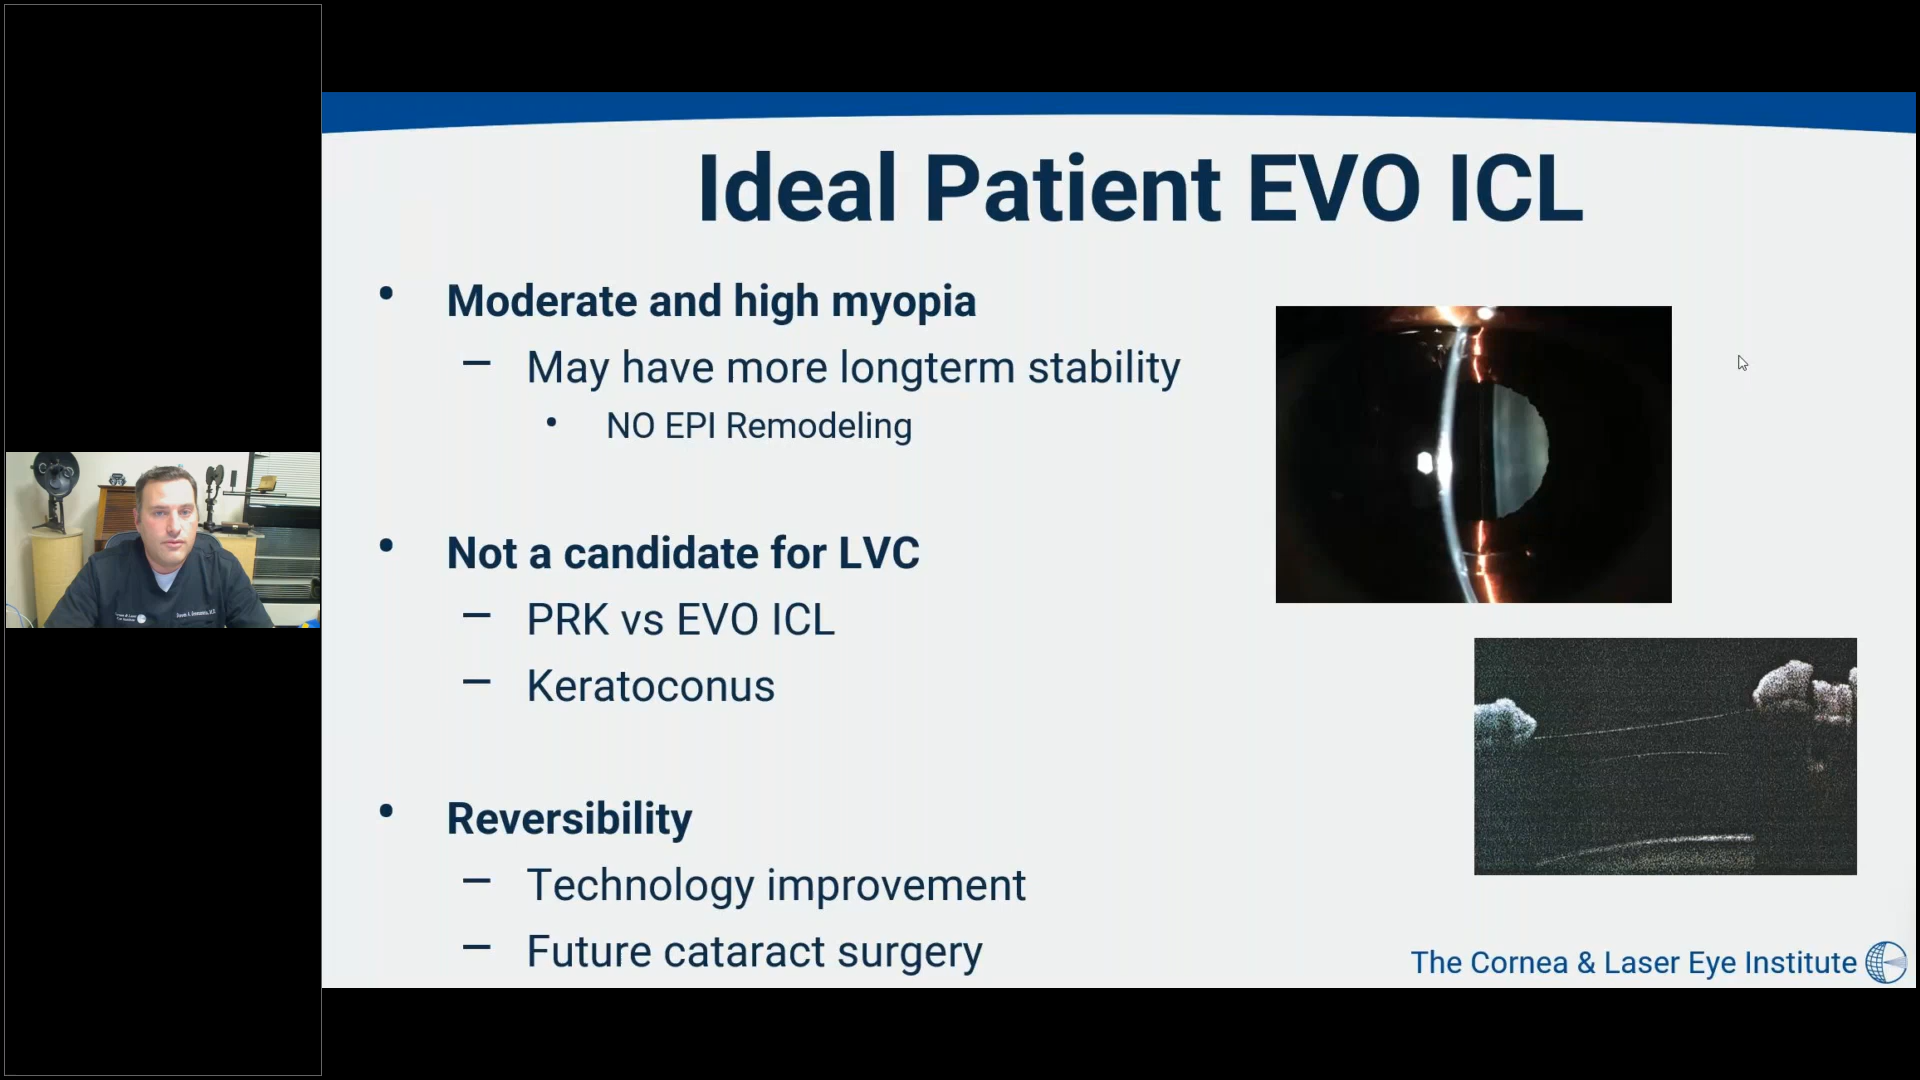 Ideal Patient EVO ICL
• Moderate and high myopia
– May have more longterm stability
• NO EPI Remodeling
• Not a candidate for LVC
– PRK vs EVO ICL
– Keratoconus
• Reversibility
– Technology improvement
– Future cataract surgery
The Cornea & Laser Eye Institute